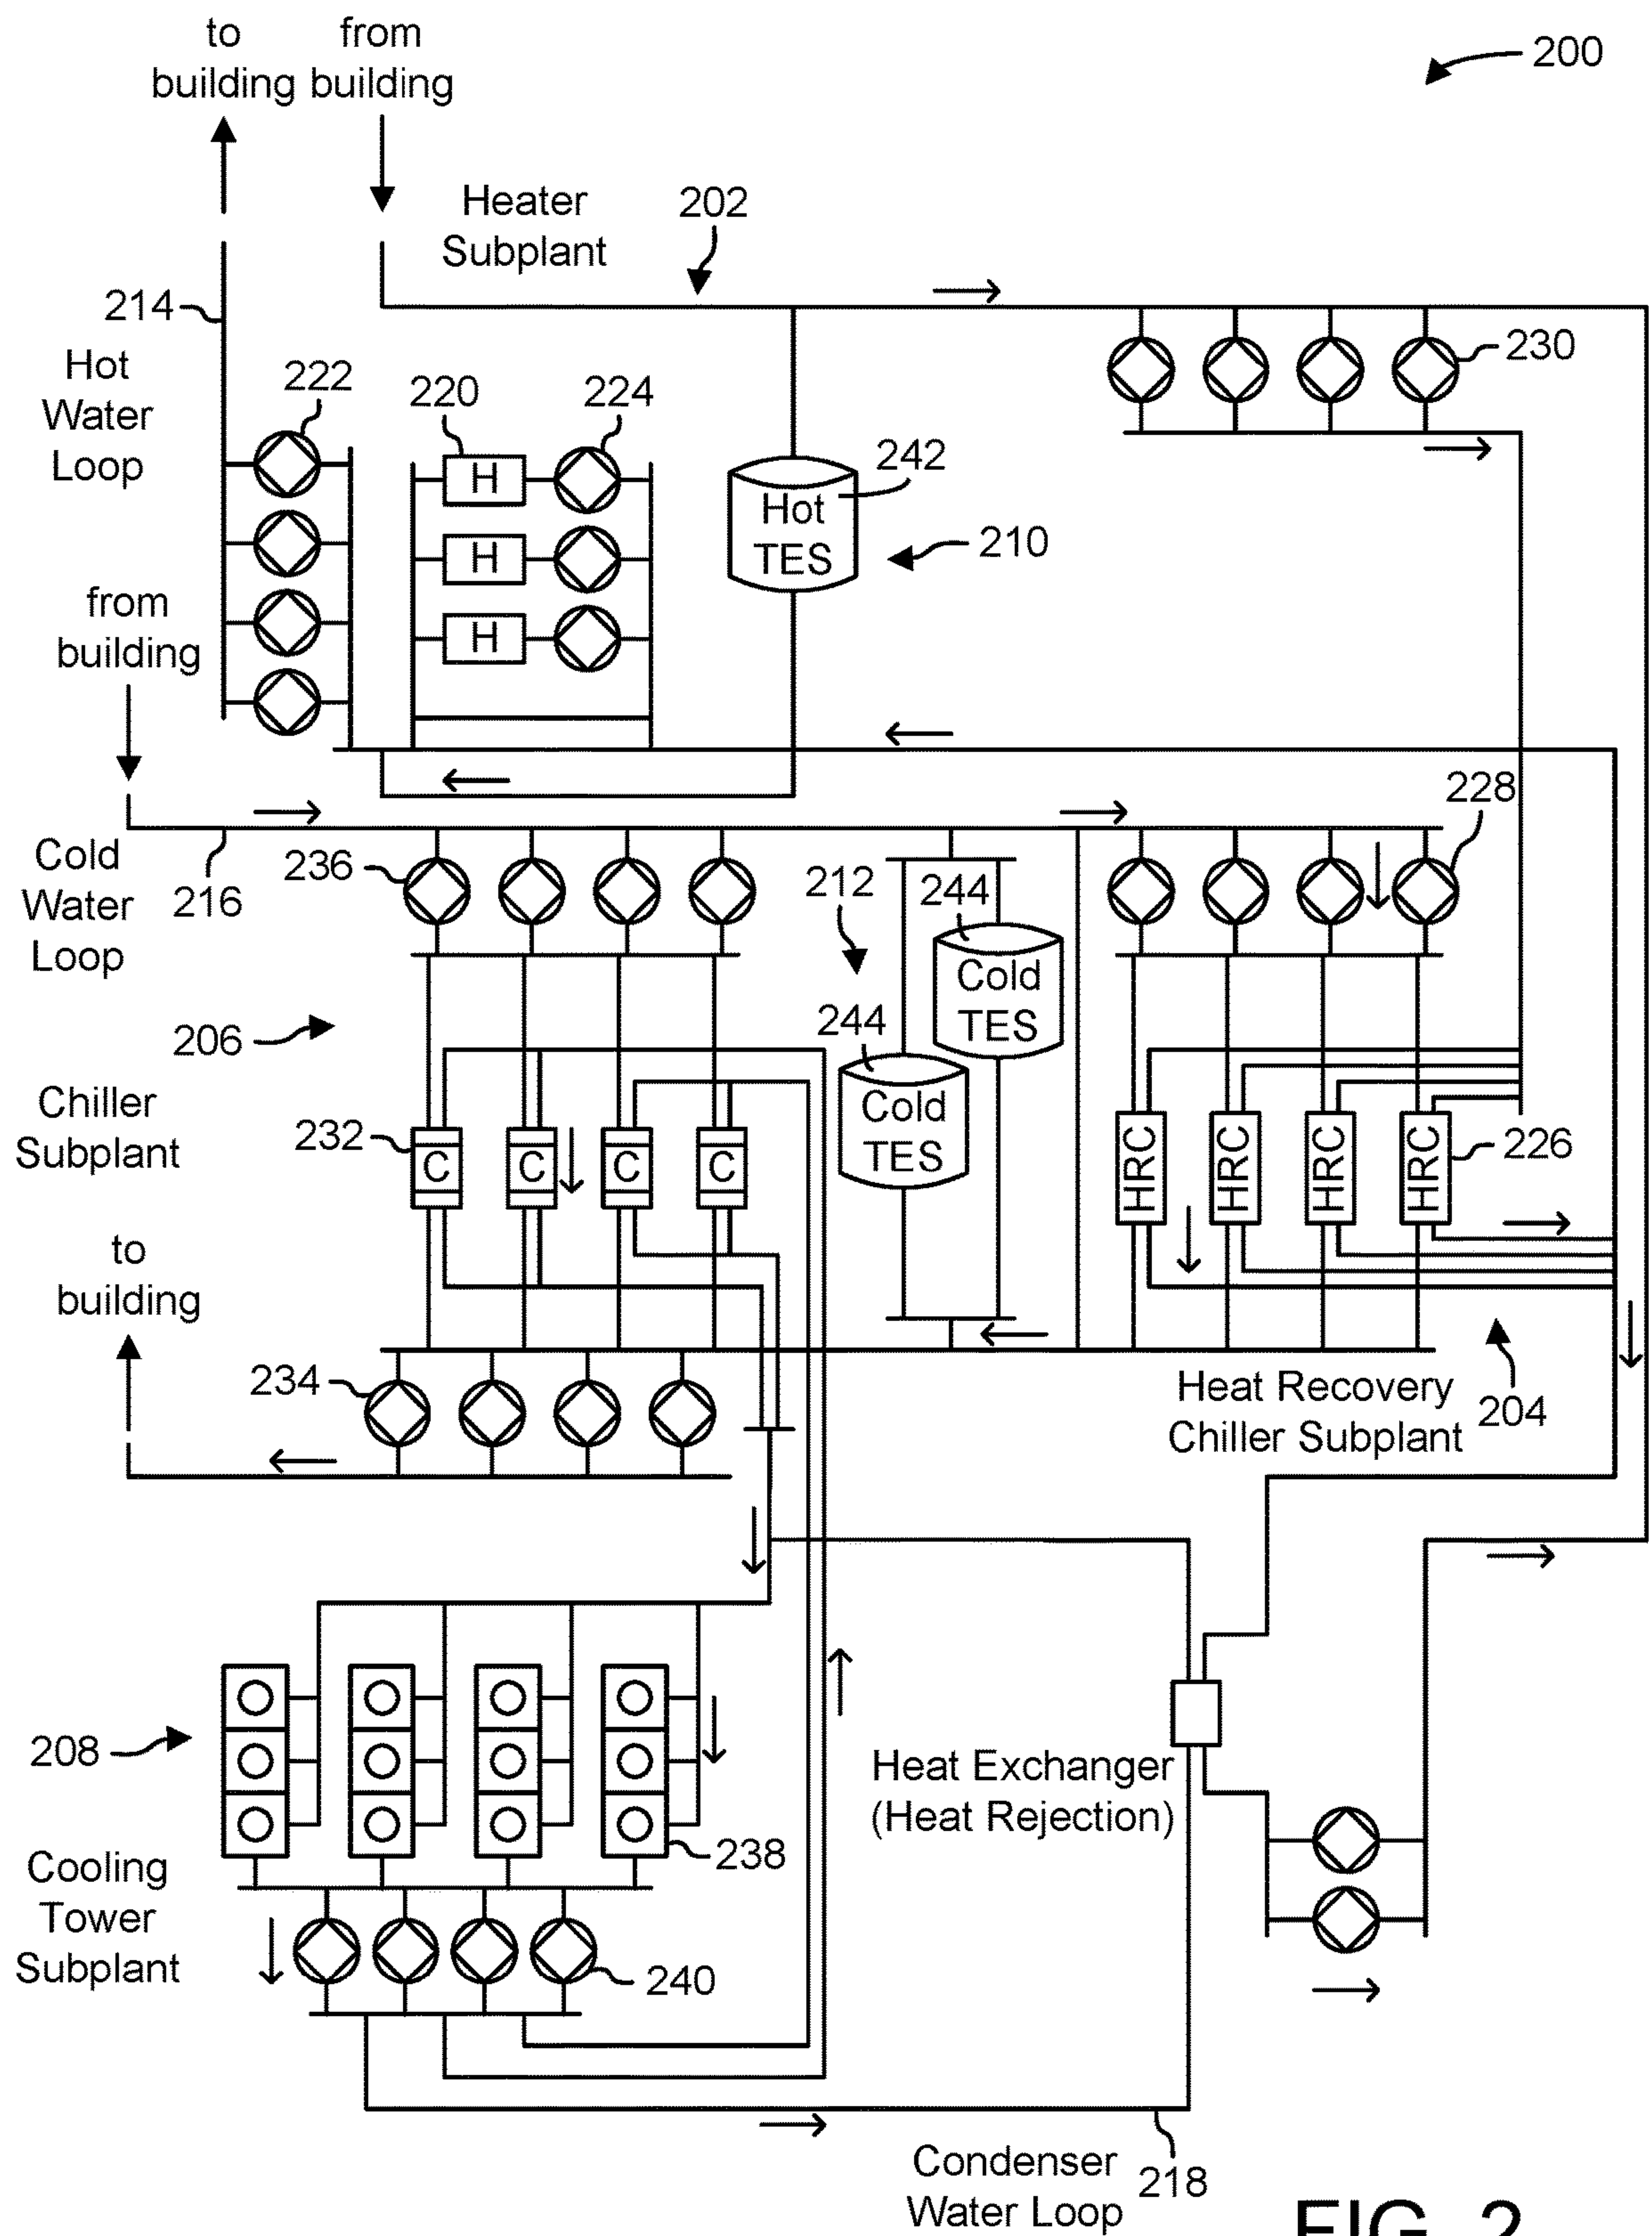 to
building
from
building
200
Heater
Subplant
202
214
Hot
Water
Loop
222
220
224
230
H
H
H
Hot
TES
242
210
from
building
228
Cold
Water
Loop
216
236
212
244
Cold
TES
244
Cold
TES
206
Chiller
Subplant
232
C
C
C
C
HRC
HRC
HRC
HRC
226
to
building
234
Heat Recovery
Chiller Subplant
204
208
Cooling
Tower
Subplant
238
240
Heat Exchanger
(Heat Rejection)
Condenser
Water Loop
218
FIG. 2